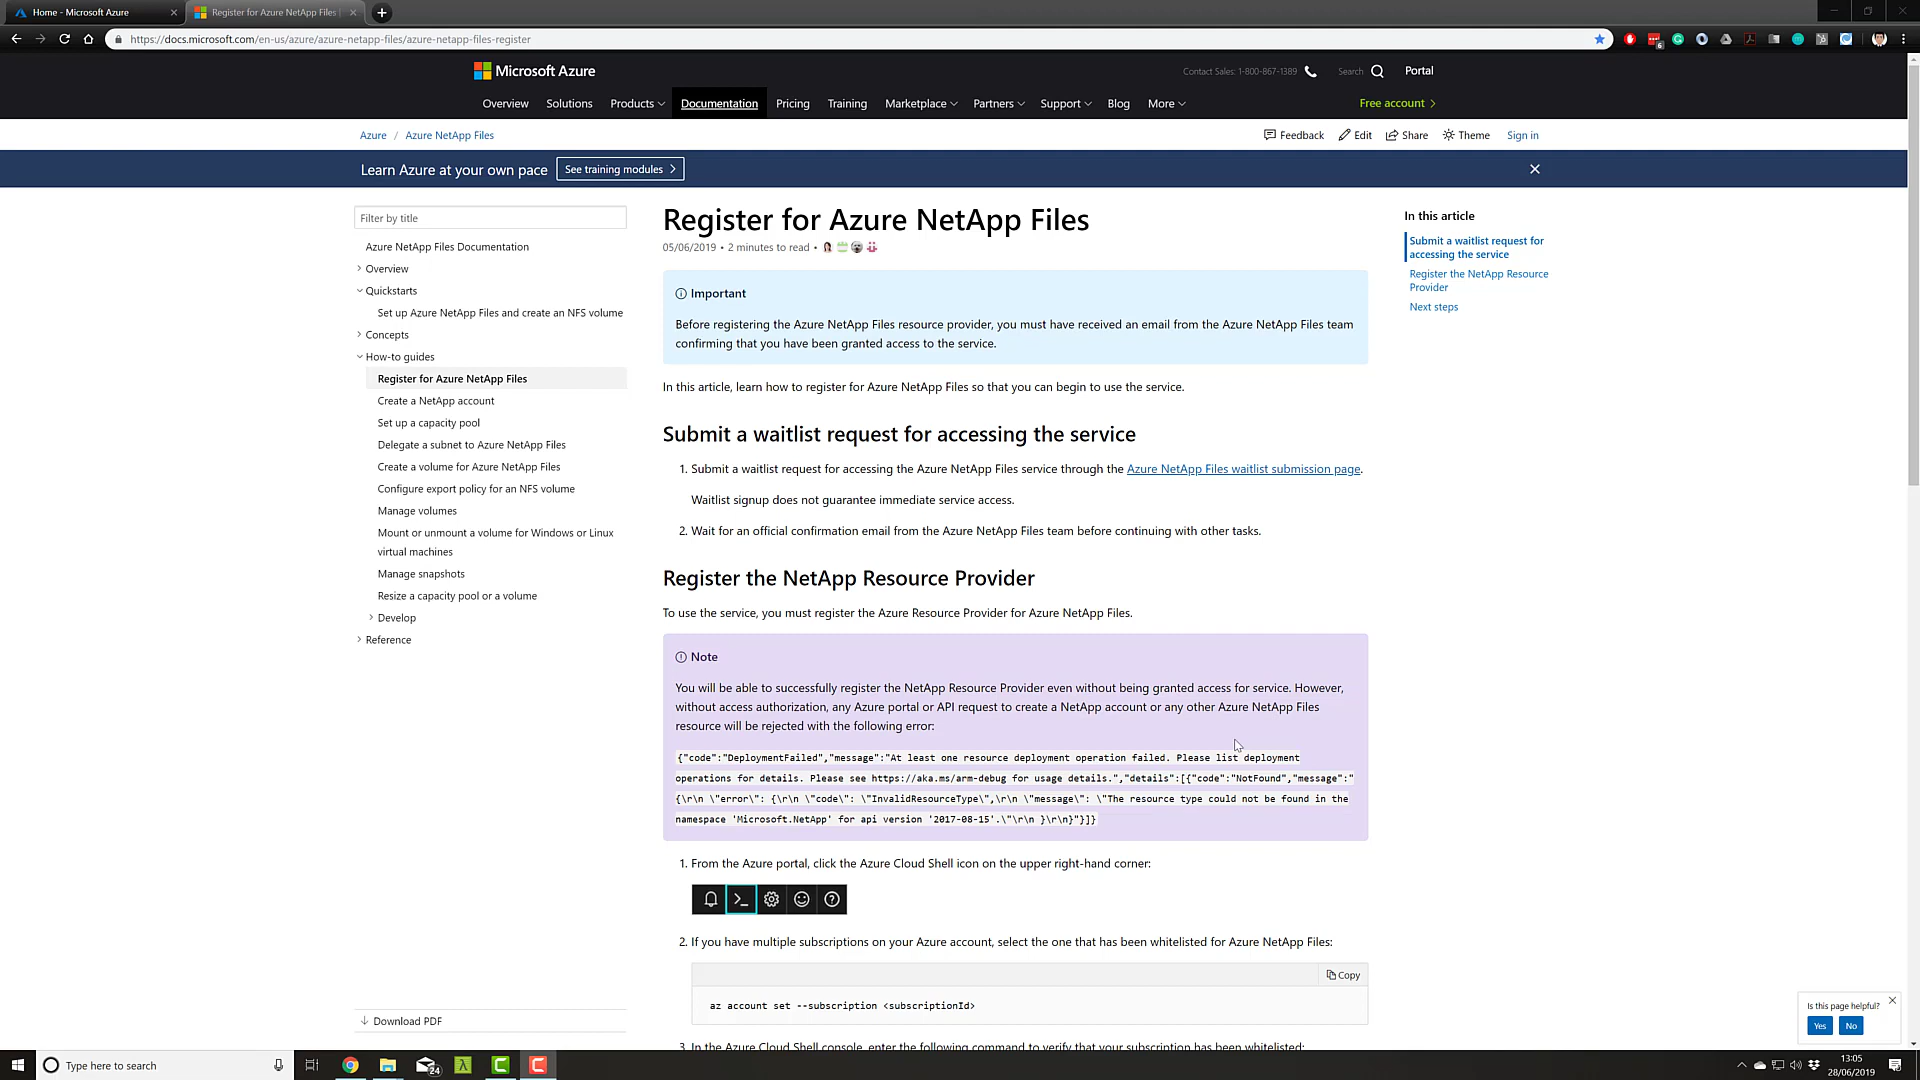 Home - Microsoft Azure
Register for Azure NetApp Files |
https://docs.microsoft.com/en-us/azure/azure-netapp-files/azure-netapp-files-register
6
Microsoft Azure
Contact Sales: 1-800-867-1389
Search
Portal
Overview Solutions Products Documentation Pricing Training Marketplace Partners Support Blog More
Free account
Azure / Azure NetApp Files
Feedback Edit Share Theme Sign in
Learn Azure at your own pace See training modules
Filter by title
Azure NetApp Files Documentation
Overview
Quickstarts
Set up Azure NetApp Files and create an NFS volume
Concepts
How-to guides
Register for Azure NetApp Files
Create a NetApp account
Set up a capacity pool
Delegate a subnet to Azure NetApp Files
Create a volume for Azure NetApp Files
Configure export policy for an NFS volume
Manage volumes
Mount or unmount a volume for Windows or Linux
virtual machines
Manage snapshots
Resize a capacity pool or a volume
Develop
Reference
Download PDF
Register for Azure NetApp Files
05/06/2019 • 2 minutes to read •
Important
Before registering the Azure NetApp Files resource provider, you must have received an email from the Azure NetApp Files team
confirming that you have been granted access to the service.
In this article, learn how to register for Azure NetApp Files so that you can begin to use the service.
Submit a waitlist request for accessing the service
1. Submit a waitlist request for accessing the Azure NetApp Files service through the Azure NetApp Files waitlist submission page.
Waitlist signup does not guarantee immediate service access.
2. Wait for an official confirmation email from the Azure NetApp Files team before continuing with other tasks.
Register the NetApp Resource Provider
To use the service, you must register the Azure Resource Provider for Azure NetApp Files.
Note
You will be able to successfully register the NetApp Resource Provider even without being granted access for service. However,
without access authorization, any Azure portal or API request to create a NetApp account or any other Azure NetApp Files
resource will be rejected with the following error:
{"code":"DeploymentFailed","message":"At least one resource deployment operation failed. Please list deployment
operations for details. Please see https://aka.ms/arm-debug for usage details.","details":[{"code":"NotFound","message":"
{\r\n \"error\": {\r\n \"code\": \"InvalidResourceType\",\r\n \"message\": \"The resource type could not be found in the
namespace 'Microsoft.NetApp' for api version '2017-08-15'.\"\r\n }\r\n}"}]}
1. From the Azure portal, click the Azure Cloud Shell icon on the upper right-hand corner:
2. If you have multiple subscriptions on your Azure account, select the one that has been whitelisted for Azure NetApp Files:
Copy
az account set --subscription <subscriptionId>
3. In the Azure Cloud Shell console, enter the following command to verify that your subscription has been whitelisted:
In this article
Submit a waitlist request for
accessing the service
Register the NetApp Resource
Provider
Next steps
Is this page helpful?
Yes No
Type here to search
24
13:05
28/06/2019